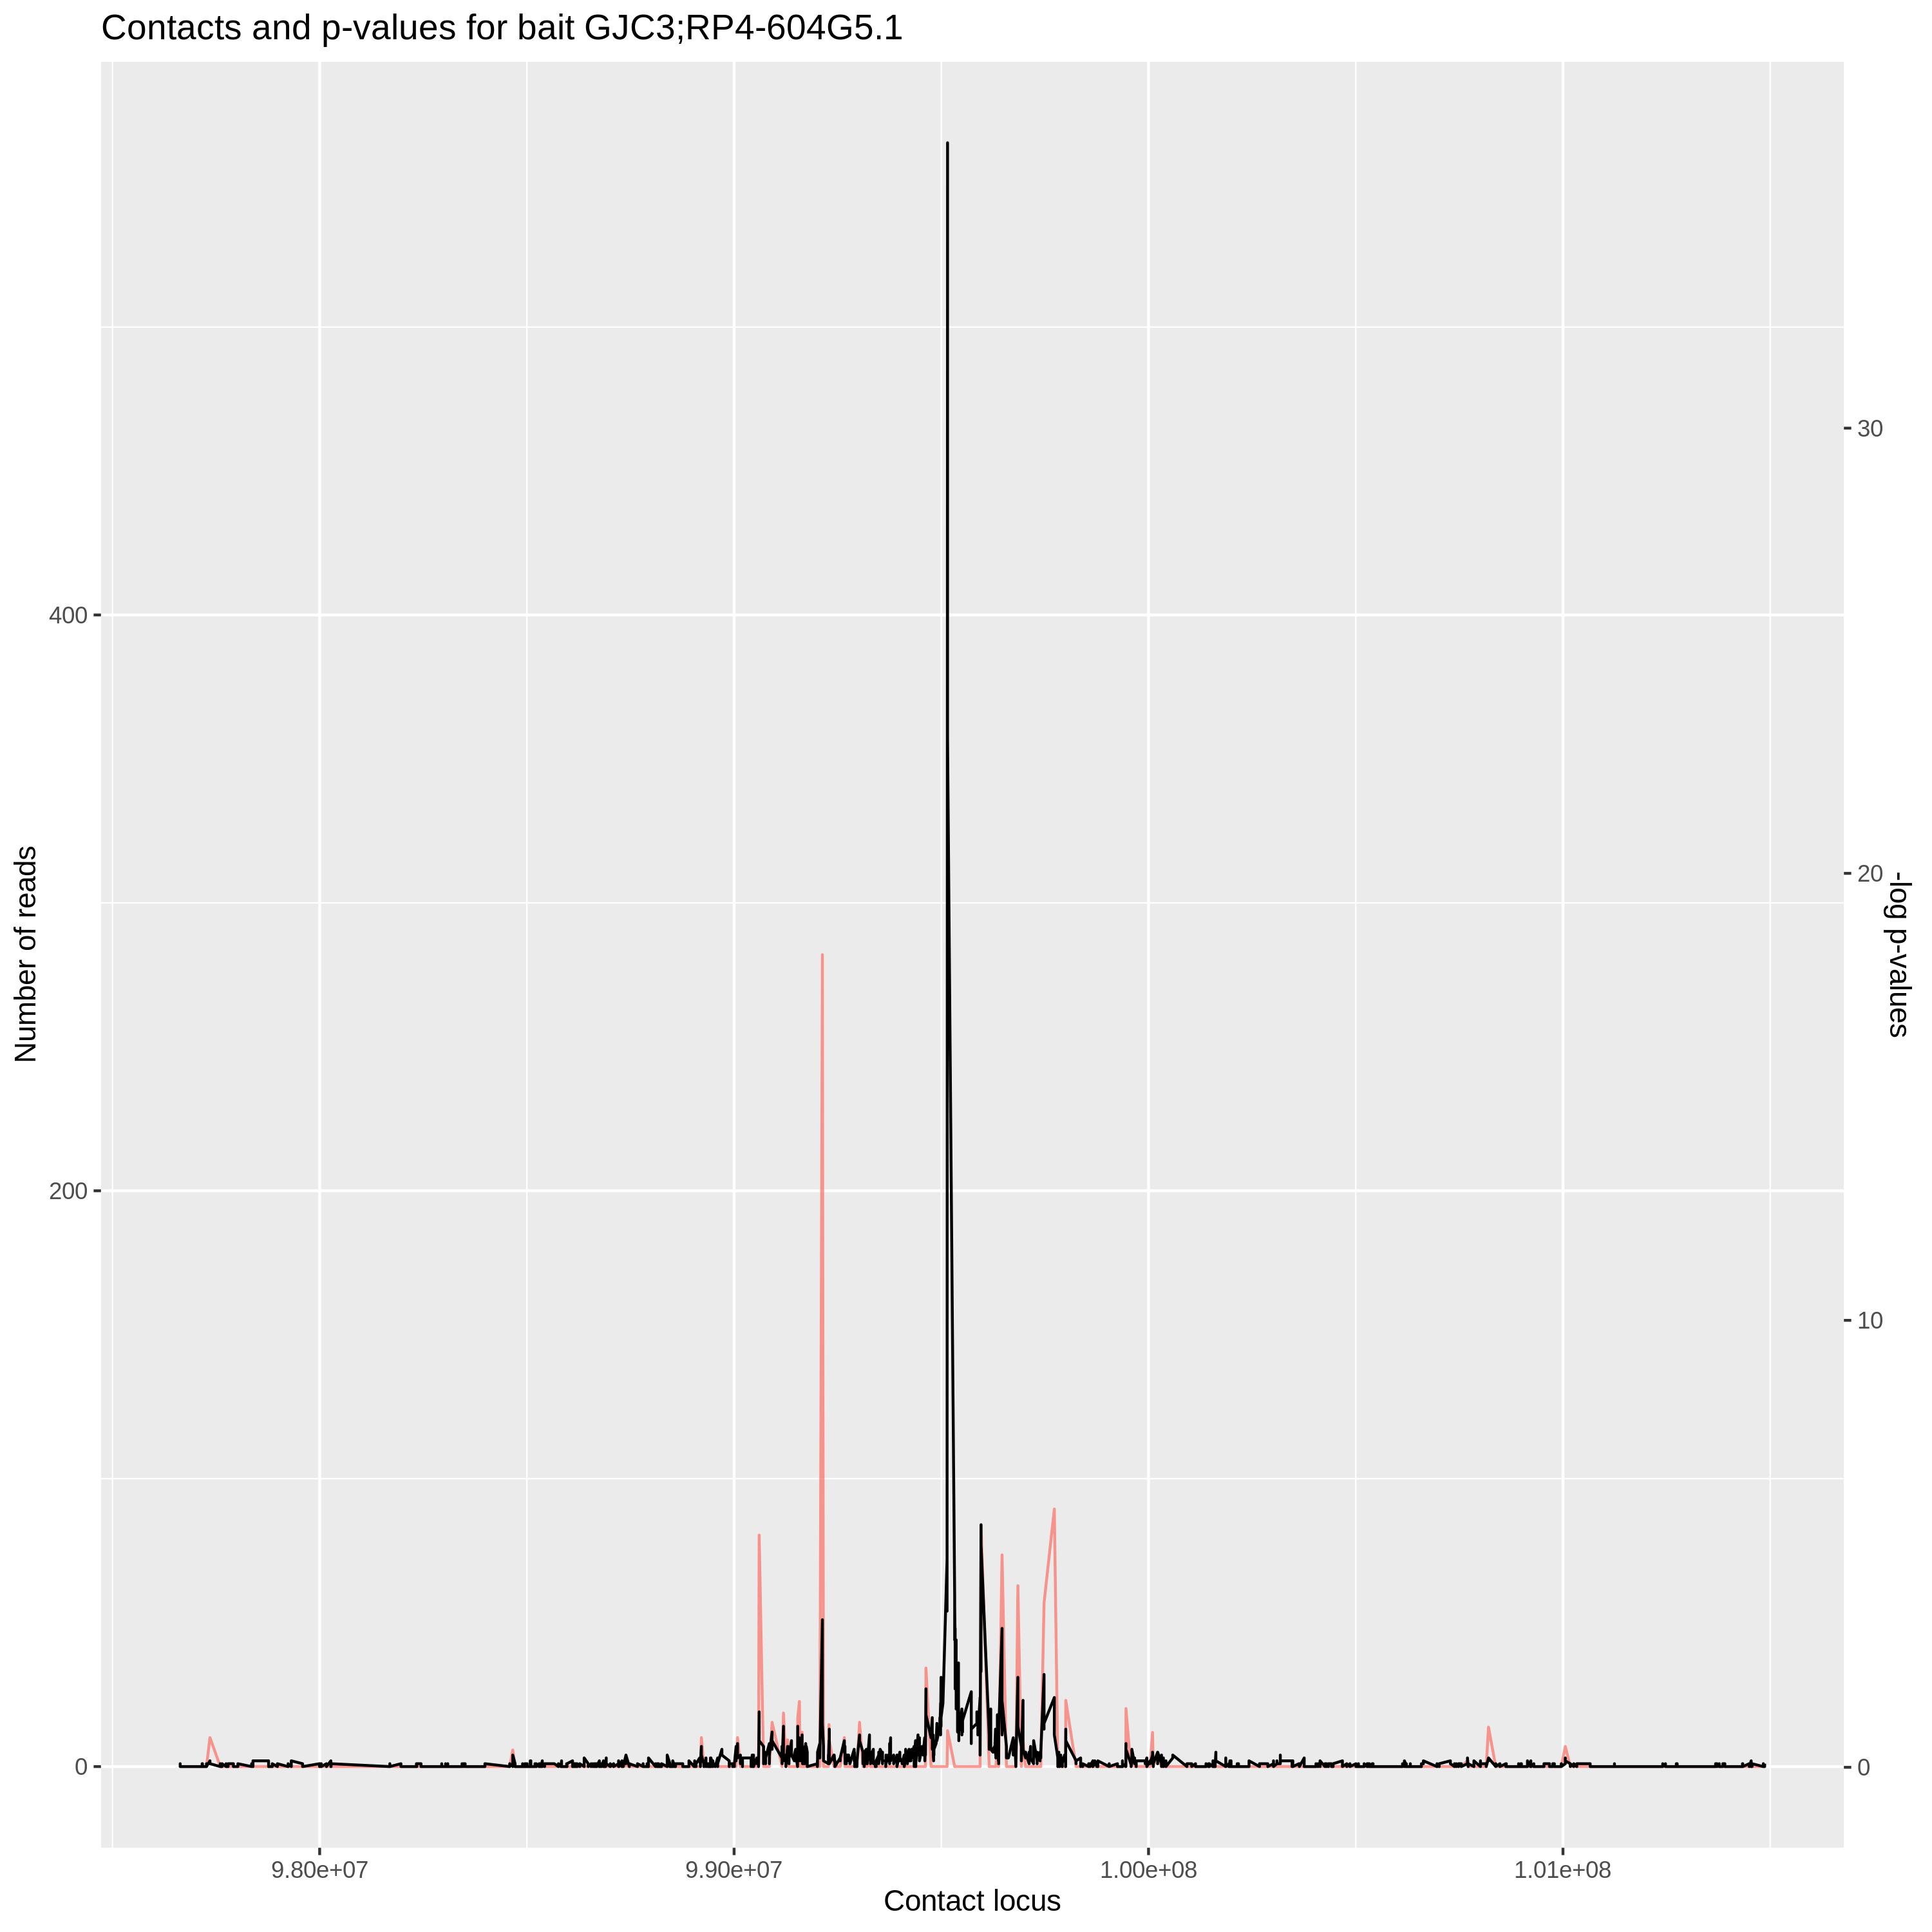 Contacts and p-values for bait GJC3;RP4-604G5.1
Number of reads
400
200
0
30
20
10
0
-log p-values
9.80e+07
9.90e+07
1.00e+08
1.01e+08
Contact locus